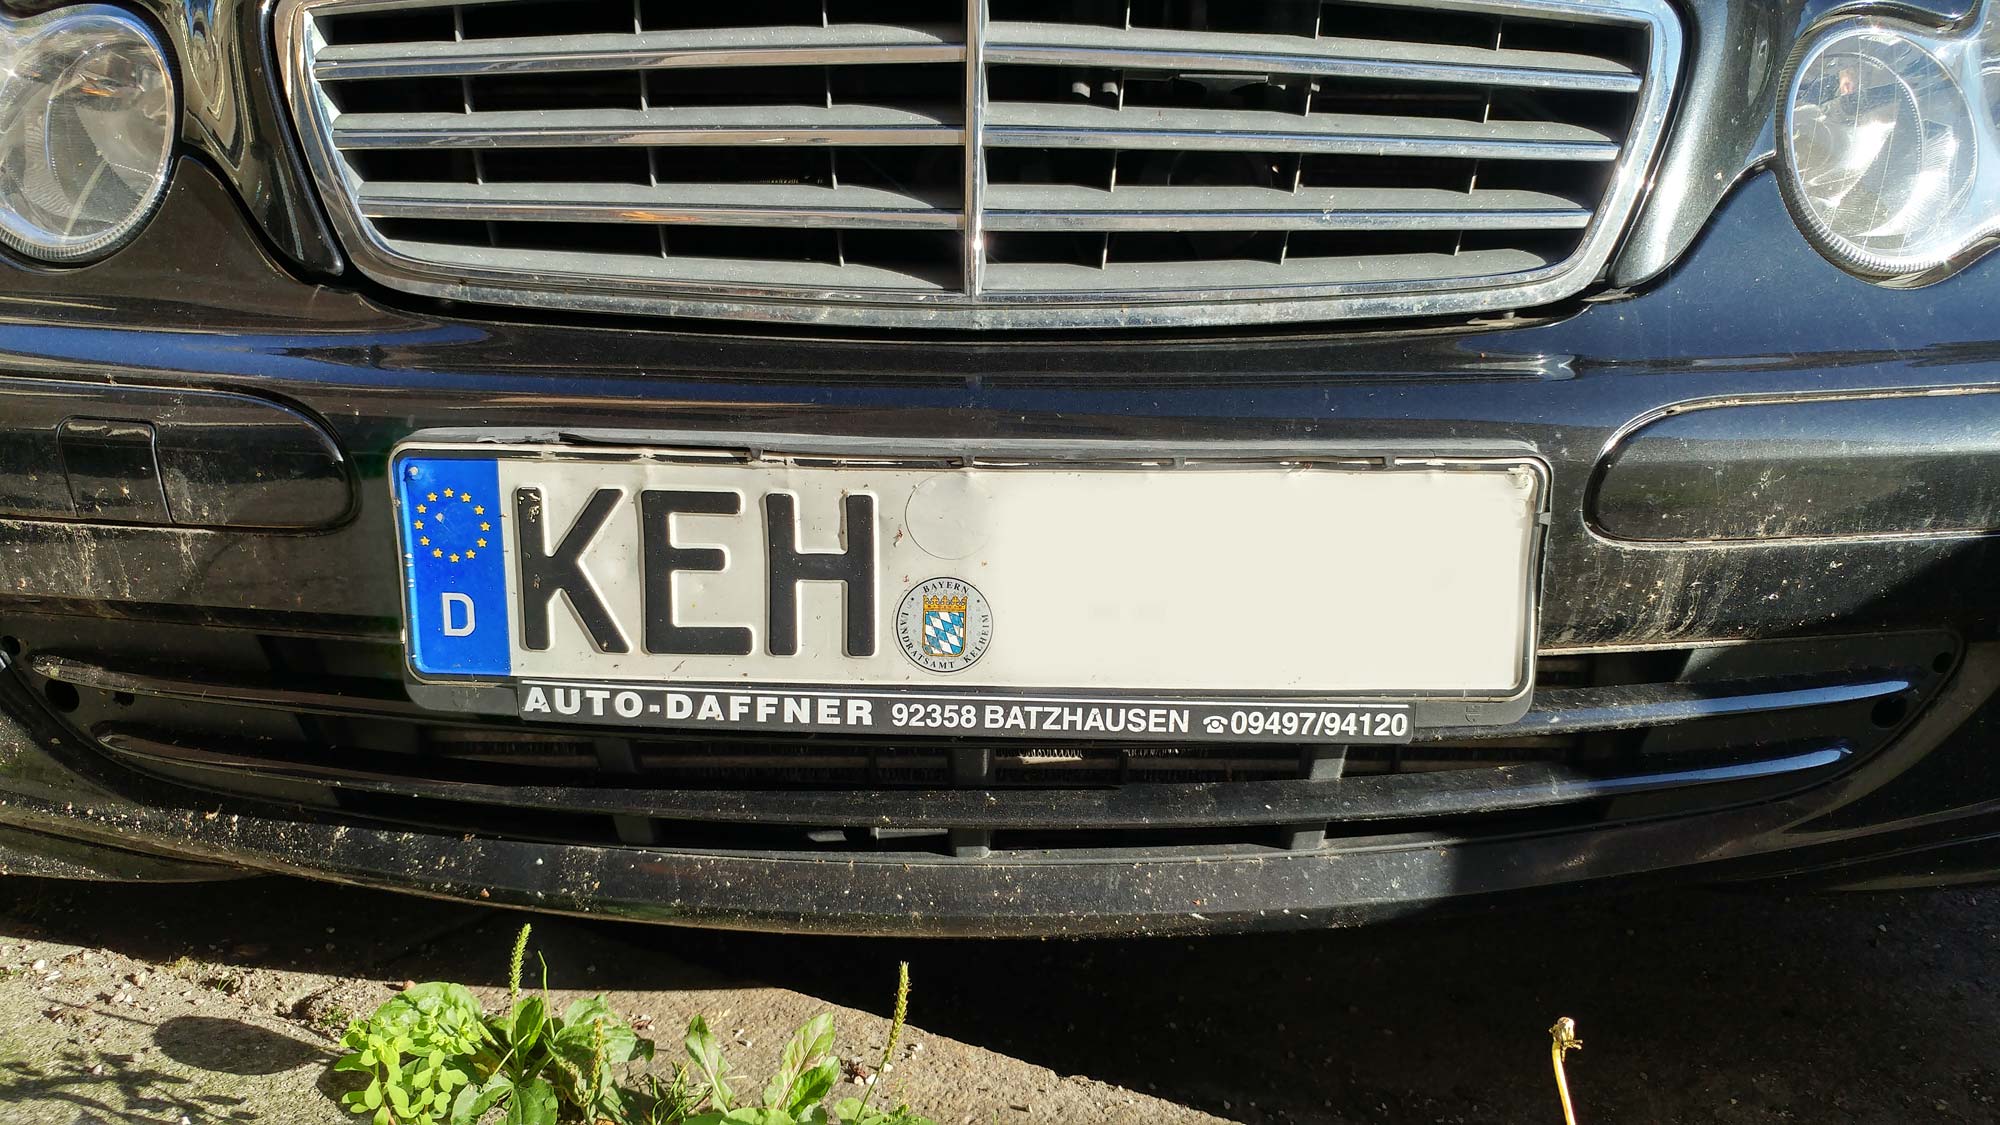 D KEH
BAYERN
LANDRATSAMT KELHEIM
AUTO-DAFFNER 92358 BATZHAUSEN ☎09497/94120